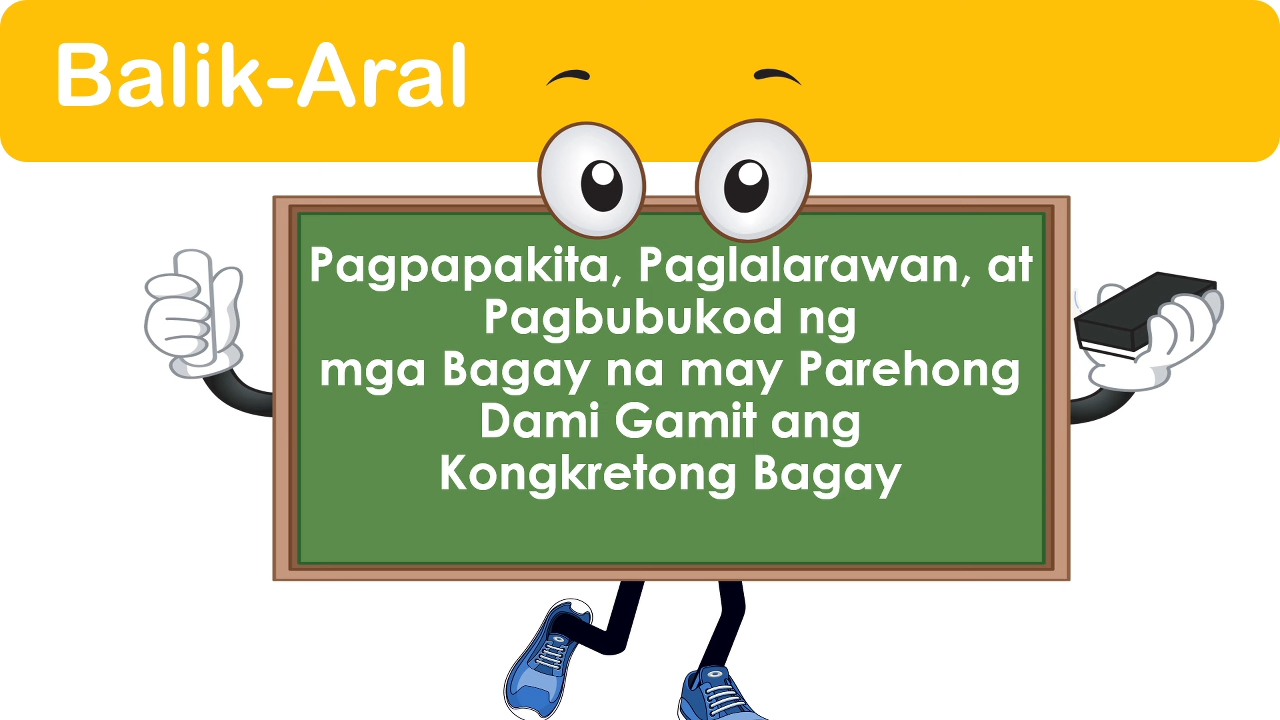 Balik-Aral
Pagpapakita, Paglalarawan, at
Pagbubukod ng
mga Bagay na may Parehong
Dami Gamit ang
Kongkretong Bagay